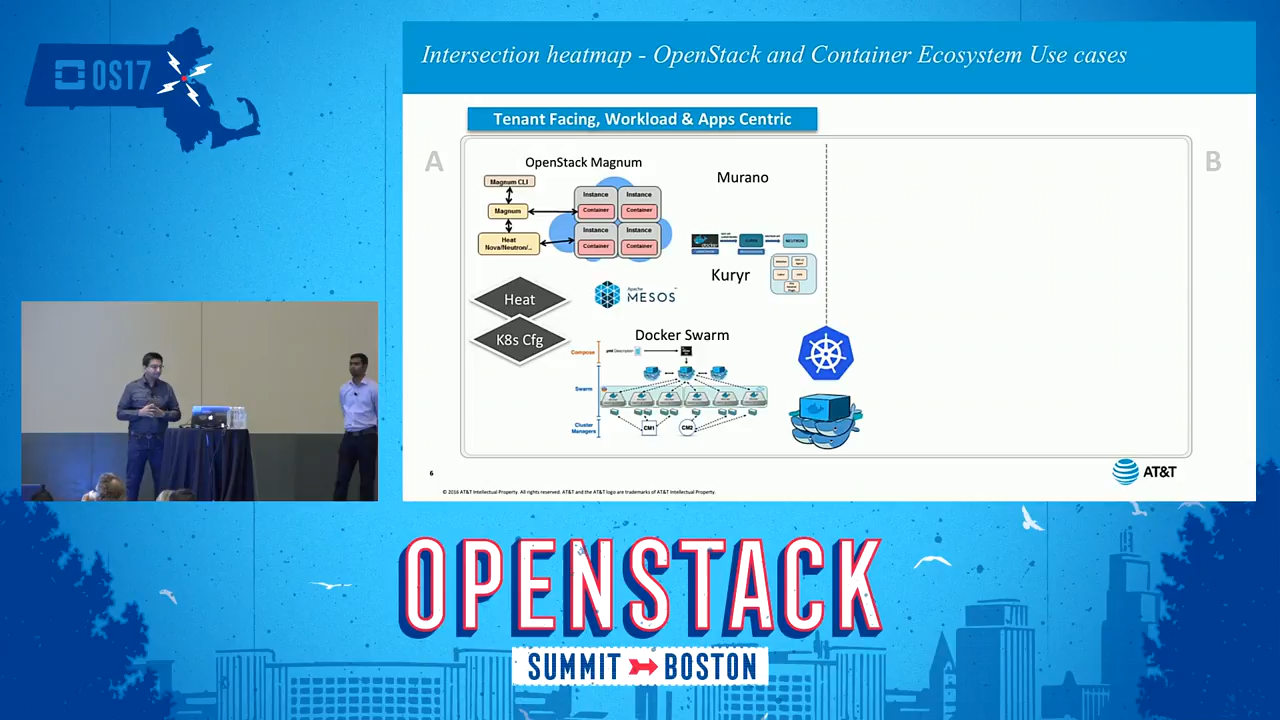 OS17
Intersection heatmap - OpenStack and Container Ecosystem Use cases
Tenant Facing, Workload & Apps Centric
A
B
OpenStack Magnum
Murano
Magnum CLI
Magnum
Heat
Nova/Neutron/..
Instance
Instance
Container
Container
Instance
Instance
Container
Container
docker
NEUTRON
Kuryr
Heat
K8s Cfg
Apache
MESOS
Docker Swarm
Compose
Swarm
Cluster
Managers
CM1
CM2
6
AT&T
© 2016 AT&T Intellectual Property. All rights reserved. AT&T and the AT&T logo are trademarks of AT&T Intellectual Property.
OPENSTACK
SUMMIT BOSTON